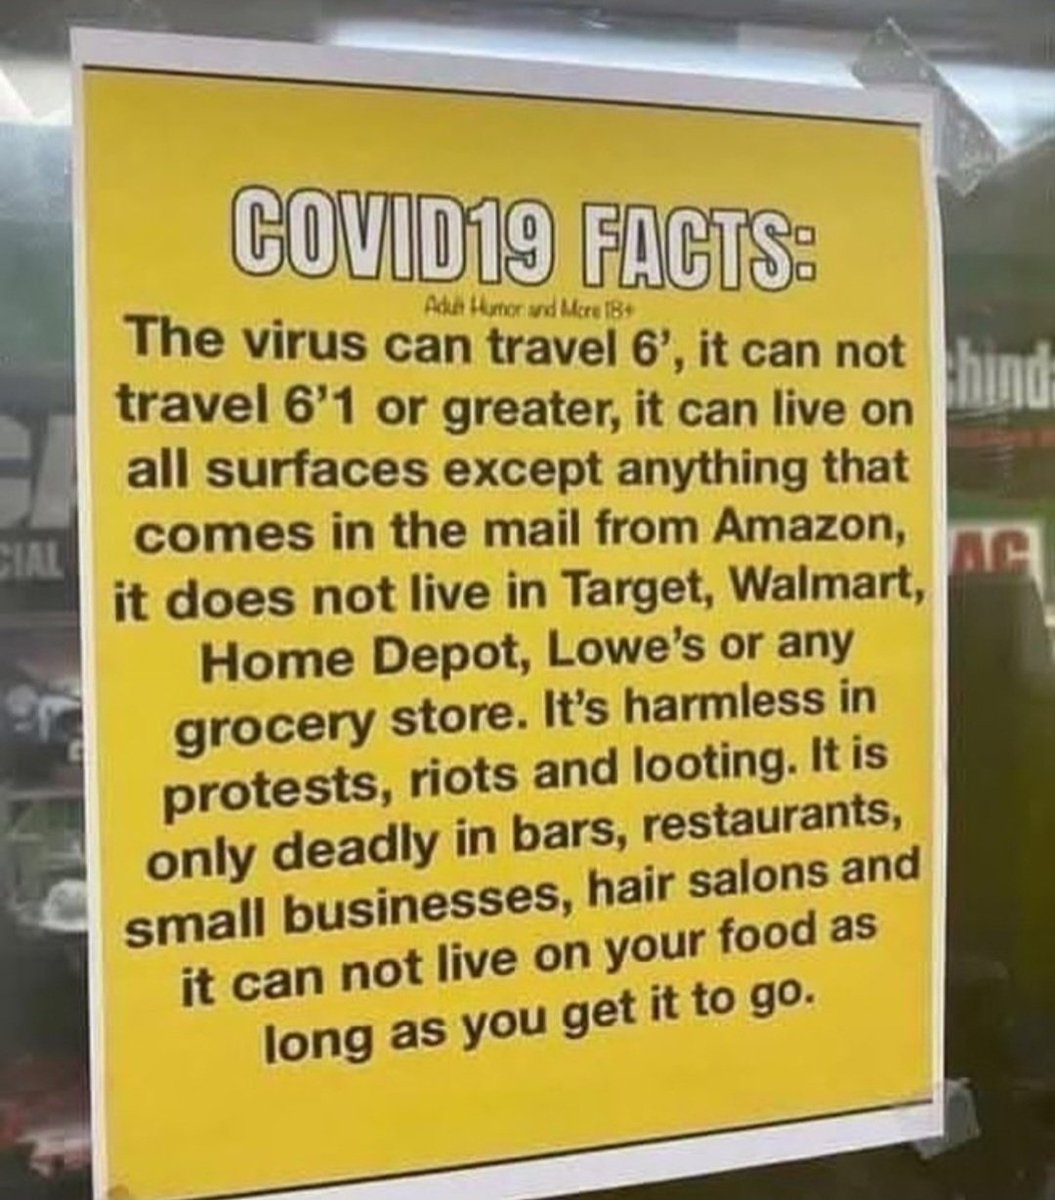 COVID19 FACTS:
Adult Humor and More 18+
The virus can travel 6', it can not
travel 6'1 or greater, it can live on
all surfaces except anything that
comes in the mail from Amazon,
it does not live in Target, Walmart,
Home Depot, Lowe's or any
grocery store. It's harmless in
protests, riots and looting. It is
only deadly in bars, restaurants,
small businesses, hair salons and
it can not live on your food as
long as you get it to go.
CIAL
hind
AC